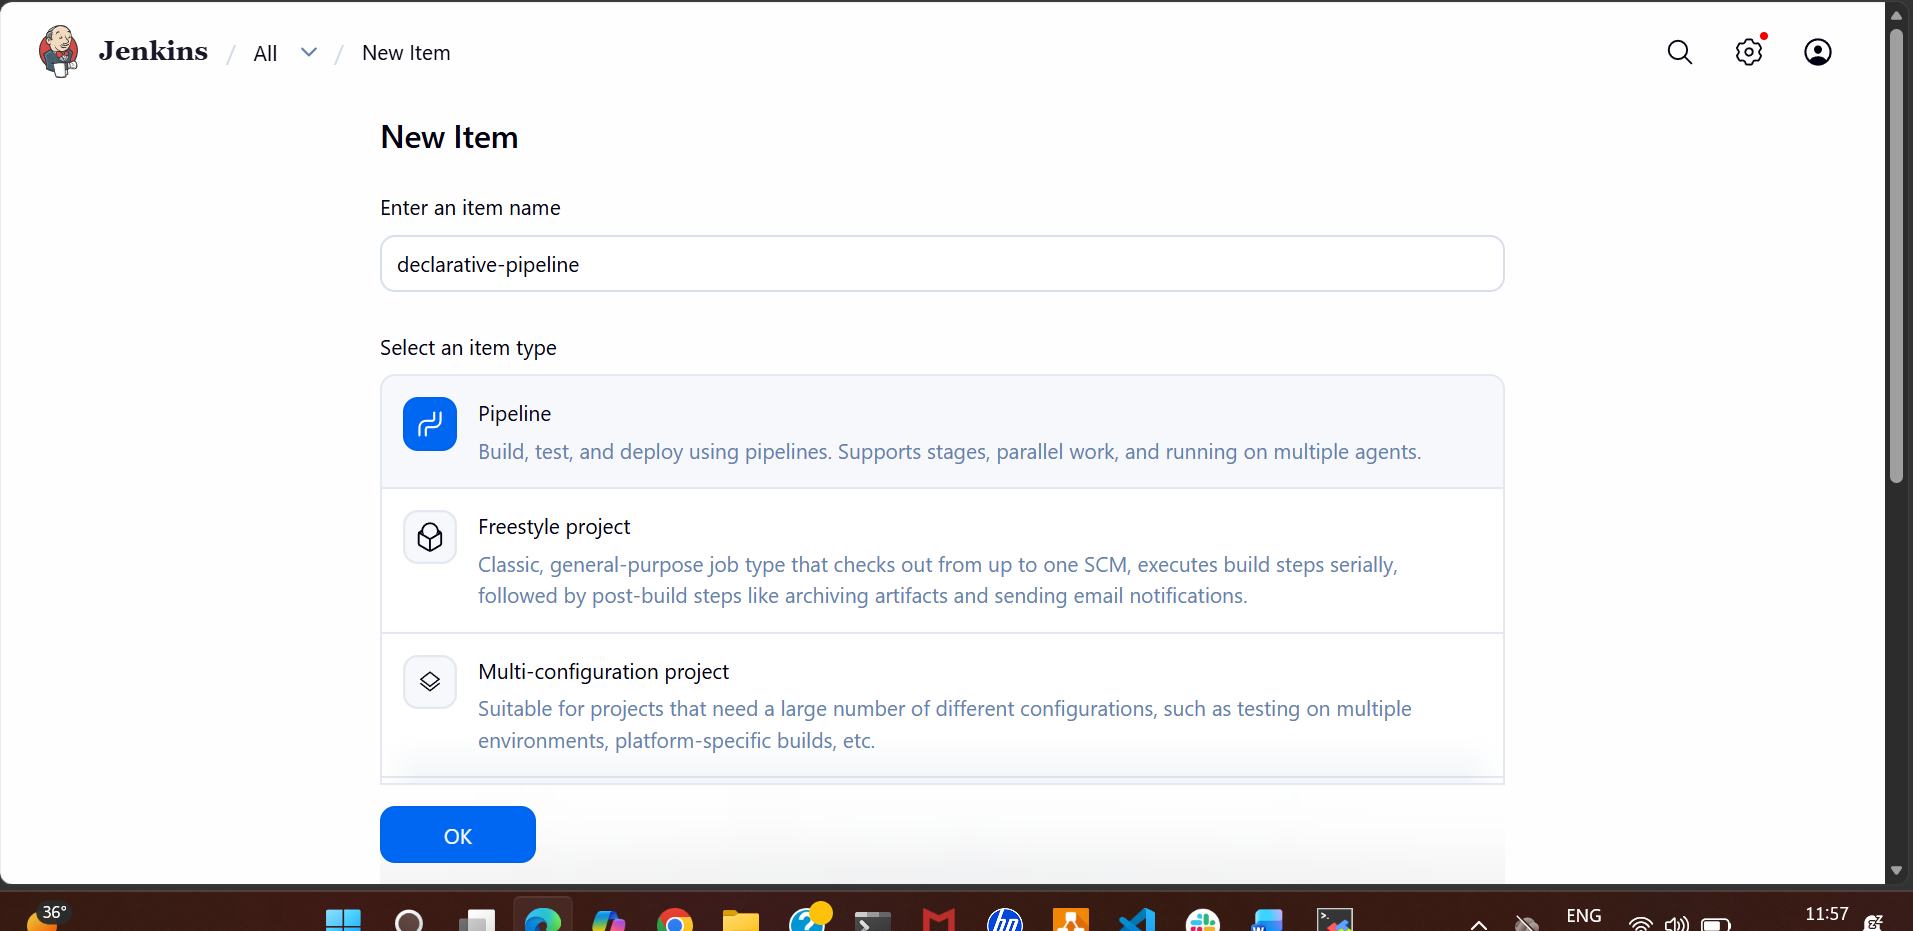 Jenkins / All / New Item
New Item
Enter an item name
declarative-pipeline
Select an item type
Pipeline
Build, test, and deploy using pipelines. Supports stages, parallel work, and running on multiple agents.
Freestyle project
Classic, general-purpose job type that checks out from up to one SCM, executes build steps serially,
followed by post-build steps like archiving artifacts and sending email notifications.
Multi-configuration project
Suitable for projects that need a large number of different configurations, such as testing on multiple
environments, platform-specific builds, etc.
OK
36°
hp
W
ENG
11:57